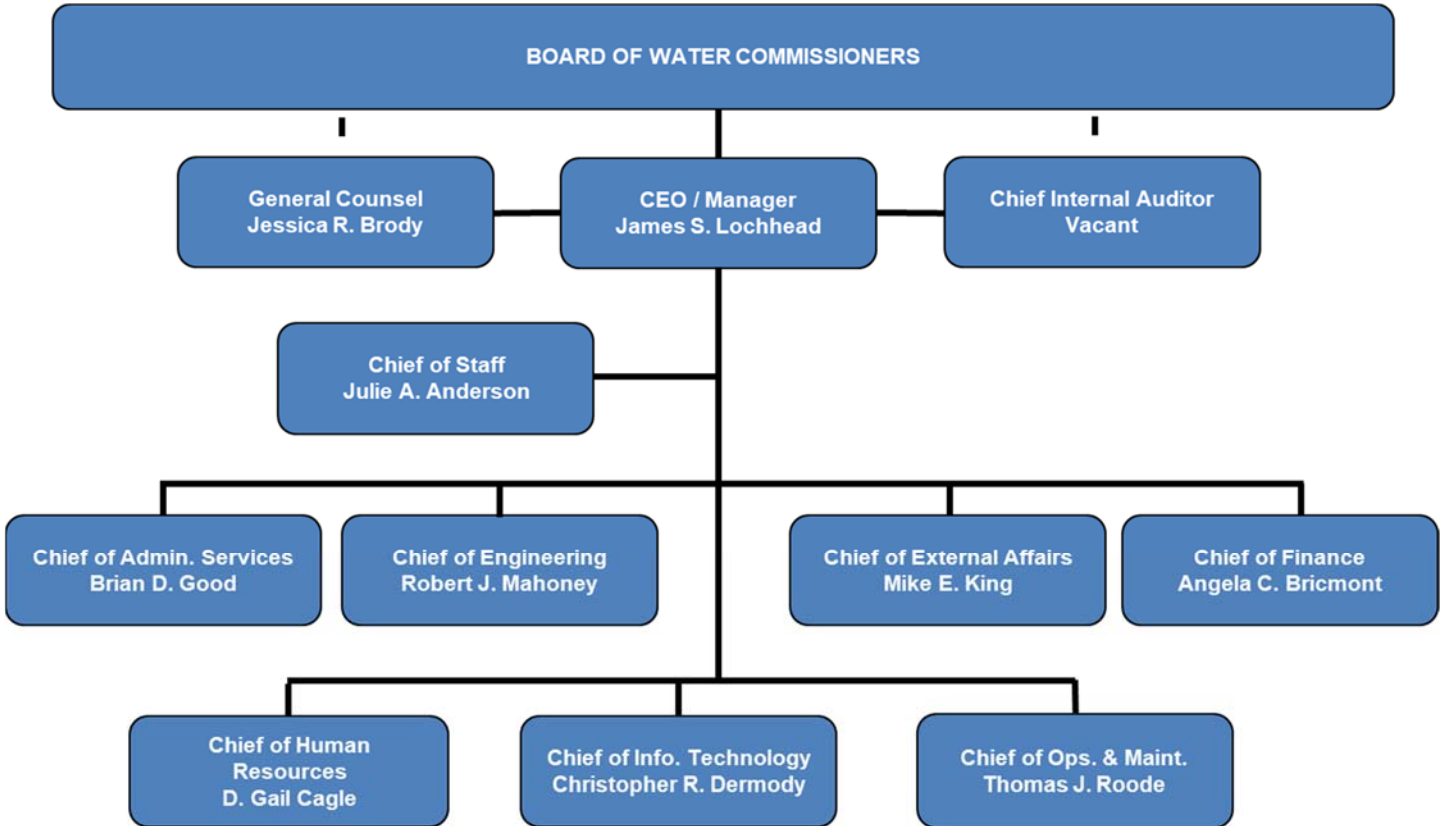 BOARD OF WATER COMMISSIONERS
General Counsel
Jessica R. Brody
CEO / Manager
James S. Lochhead
Chief Internal Auditor
Vacant
Chief of Staff
Julie A. Anderson
Chief of Admin. Services
Brian D. Good
Chief of Engineering
Robert J. Mahoney
Chief of External Affairs
Mike E. King
Chief of Finance
Angela C. Bricmont
Chief of Human
Resources
D. Gail Cagle
Chief of Info. Technology
Christopher R. Dermody
Chief of Ops. & Maint.
Thomas J. Roode